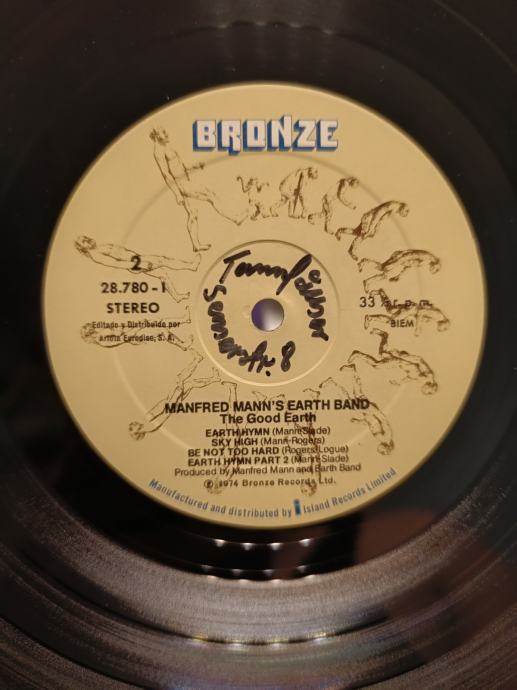 BRONZE
2
28.780 - I
STEREO
Editado y Distribuido por
Ariola Eurodisc, S. A.
33 ⅓ r. p. m.
BIEM
MANFRED MANN'S EARTH BAND
The Good Earth
EARTH HYMN (Mann-Slade)
SKY HIGH (Mann-Rogers)
BE NOT TOO HARD (Rogers/Logue)
EARTH HYMN PART 2 (Mann-Slade)
Produced by Manfred Mann and Earth Band
Ⓟ 1974 Bronze Records Ltd.
Manufactured and distributed by Island Records Limited
8